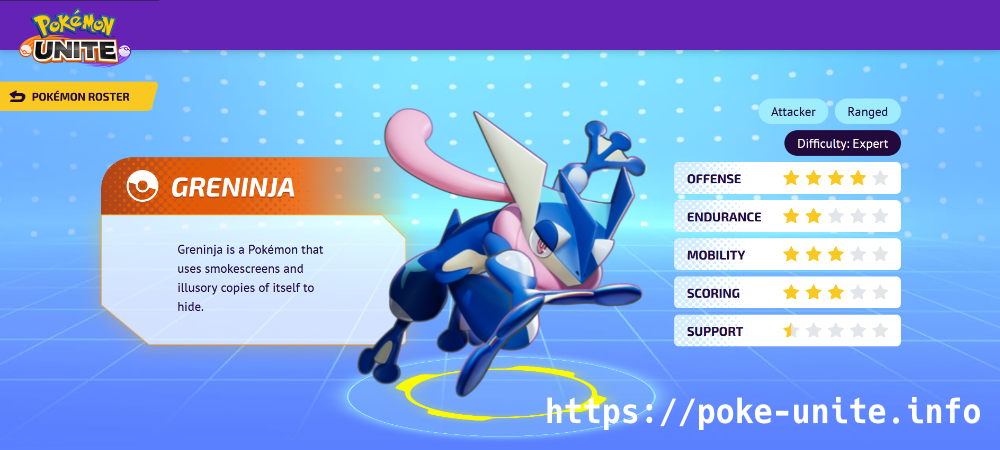 POKÉMON
UNITE
POKÉMON ROSTER
Attacker
Ranged
Difficulty: Expert
GRENINJA
Greninja is a Pokémon that
uses smokescreens and
illusory copies of itself to
hide.
OFFENSE
ENDURANCE
MOBILITY
SCORING
SUPPORT
https://poke-unite.info